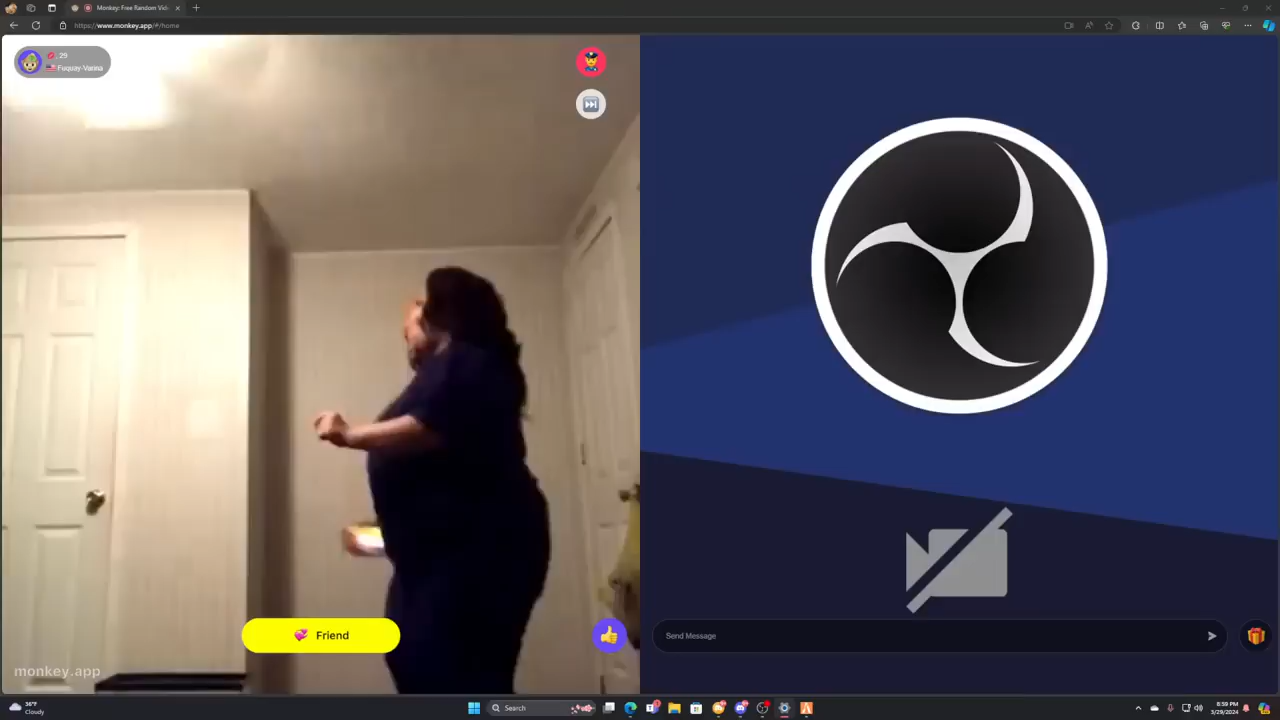 Monkey: Free Random Vid
https://www.monkey.app/#/home
, 29
Fuquay-Varina
Friend
monkey.app
Send Message
36°F
Cloudy
Search
8:59 PM
3/29/2024